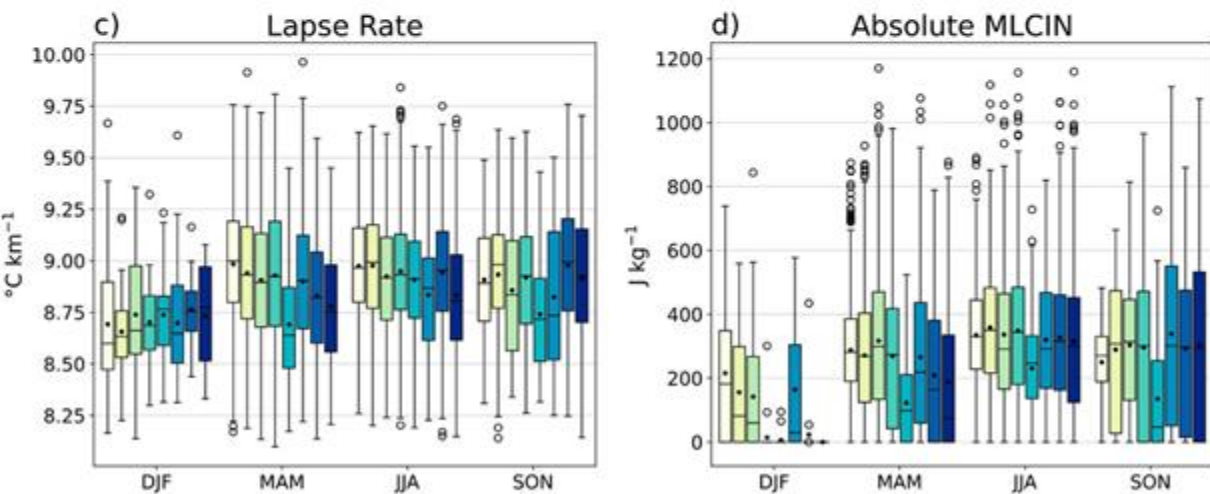 c) Lapse Rate
°C km⁻¹
10.00
9.75
9.50
9.25
9.00
8.75
8.50
8.25
DJF MAM JJA SON
d) Absolute MLCIN
J kg⁻¹
1200
1000
800
600
400
200
0
DJF MAM JJA SON